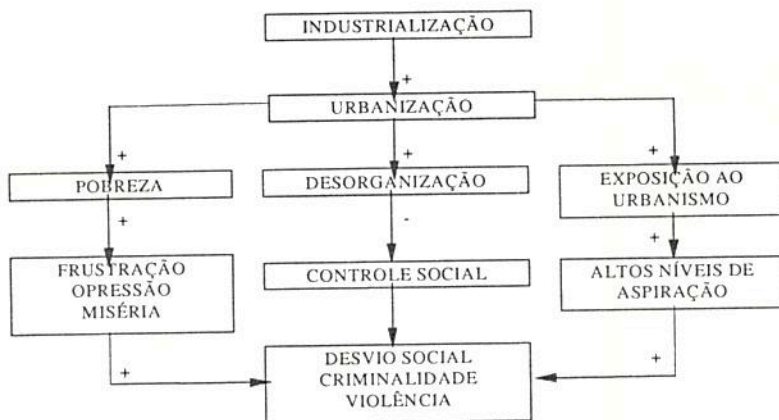 INDUSTRIALIZAÇÃO
+
URBANIZAÇÃO
+
+
+
POBREZA
DESORGANIZAÇÃO
EXPOSIÇÃO AO
URBANISMO
+
-
+
FRUSTRAÇÃO
OPRESSÃO
MISÉRIA
CONTROLE SOCIAL
ALTOS NÍVEIS DE
ASPIRAÇÃO
+
+
DESVIO SOCIAL
CRIMINALIDADE
VIOLÊNCIA